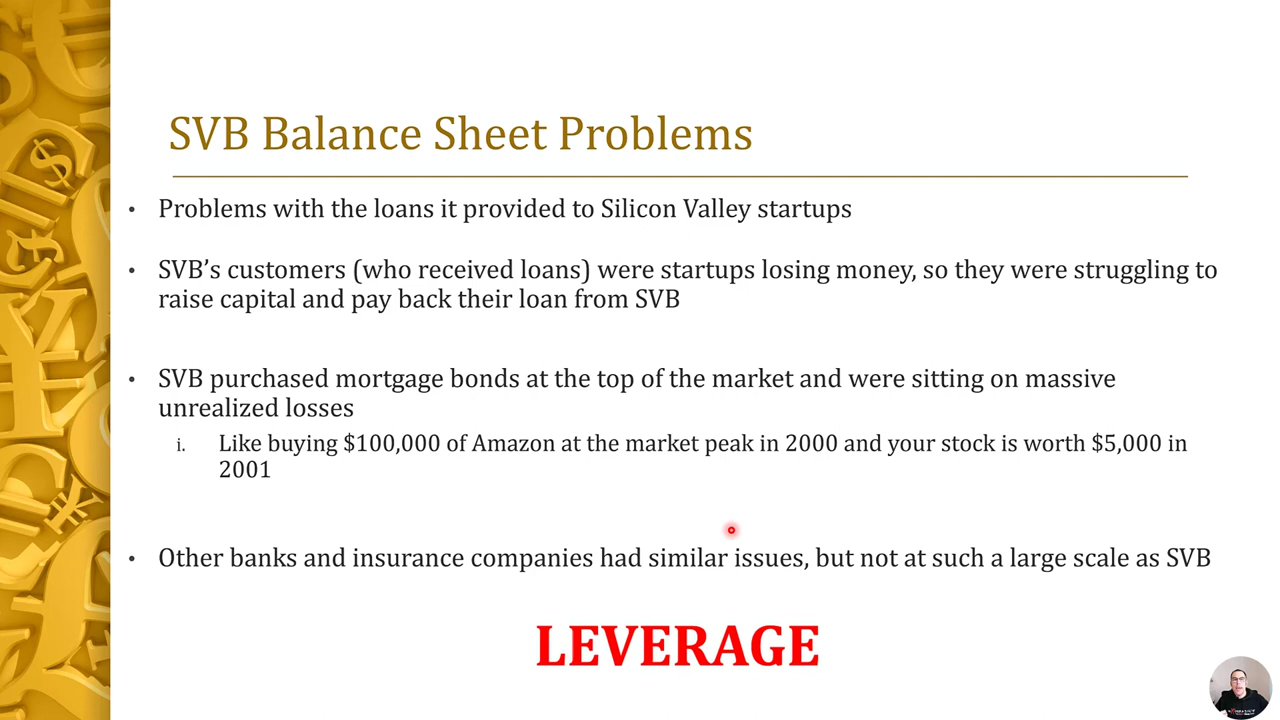 SVB Balance Sheet Problems
• Problems with the loans it provided to Silicon Valley startups
• SVB’s customers (who received loans) were startups losing money, so they were struggling to
raise capital and pay back their loan from SVB
• SVB purchased mortgage bonds at the top of the market and were sitting on massive
unrealized losses
i. Like buying $100,000 of Amazon at the market peak in 2000 and your stock is worth $5,000 in
2001
• Other banks and insurance companies had similar issues, but not at such a large scale as SVB
LEVERAGE